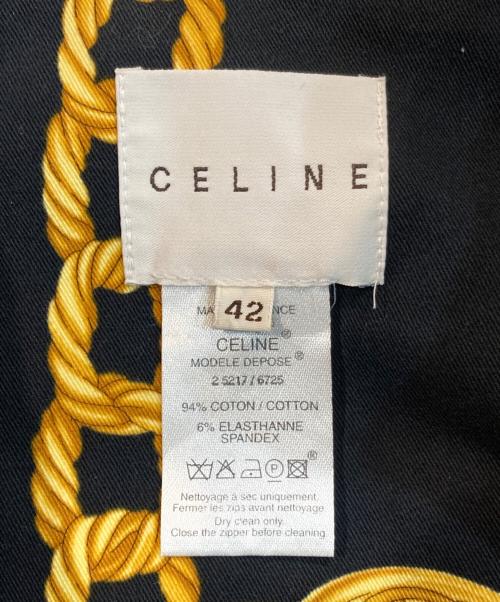 CELINE
42
CELINE®
MODELE DEPOSE®
2 5217 / 6725
94% COTON / COTTON
6% ELASTHANNE
SPANDEX
P
®
Nettoyage à sec uniquement.
Fermer les zips avant nettoyage.
Dry clean only.
Close the zipper before cleaning.